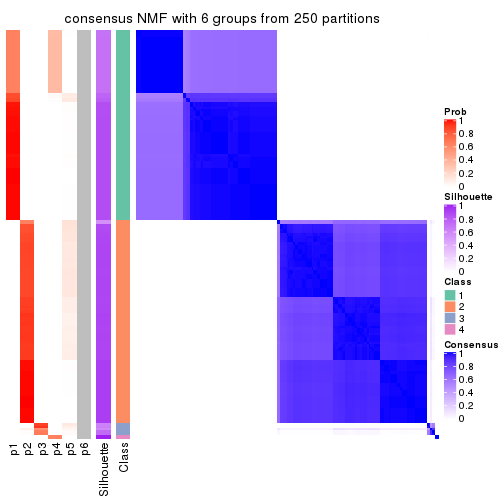 consensus NMF with 6 groups from 250 partitions
Prob
1
0.8
0.6
0.4
0.2
0
Silhouette
1
0.8
0.6
0.4
0.2
0
Class
1
2
3
4
Consensus
1
0.8
0.6
0.4
0.2
0
p1
p2
p3
p4
p5
p6
Silhouette
Class